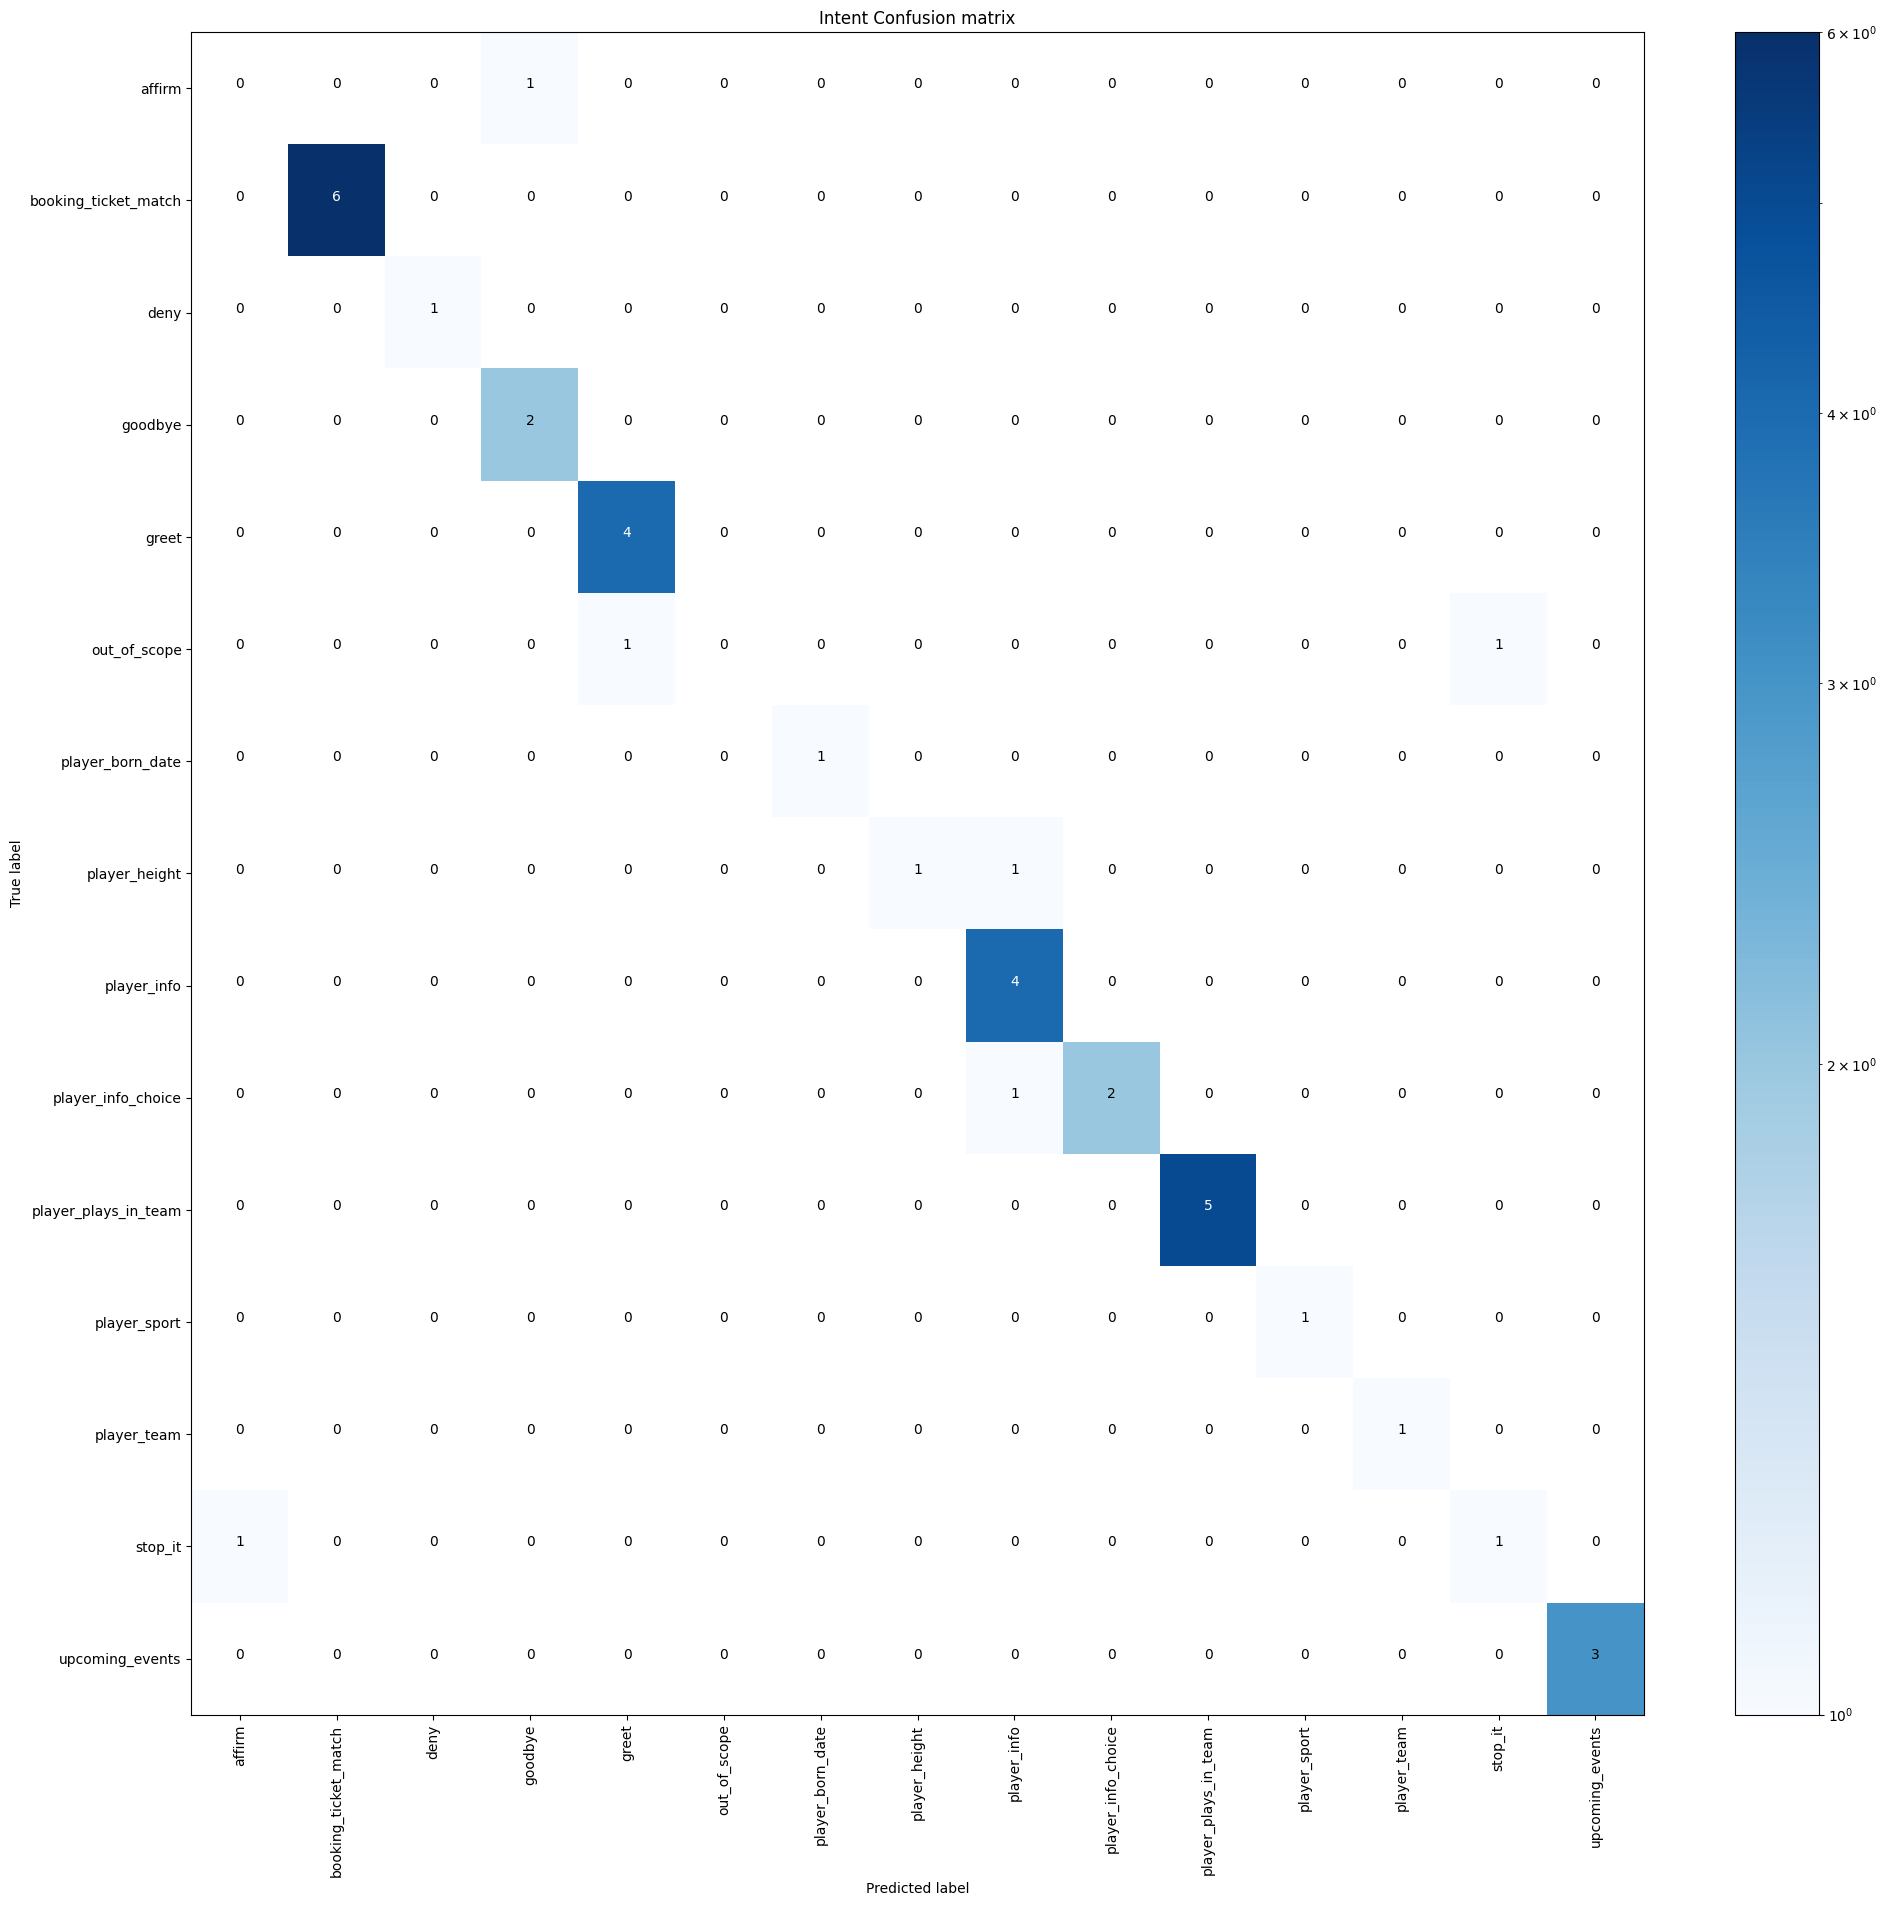 Intent Confusion matrix
affirm 0 0 0 1 0 0 0 0 0 0 0 0 0 0 0
booking_ticket_match 0 6 0 0 0 0 0 0 0 0 0 0 0 0 0
deny 0 0 1 0 0 0 0 0 0 0 0 0 0 0 0
goodbye 0 0 0 2 0 0 0 0 0 0 0 0 0 0 0
greet 0 0 0 0 4 0 0 0 0 0 0 0 0 0 0
out_of_scope 0 0 0 0 1 0 0 0 0 0 0 0 0 1 0
player_born_date 0 0 0 0 0 0 1 0 0 0 0 0 0 0 0
player_height 0 0 0 0 0 0 0 1 1 0 0 0 0 0 0
player_info 0 0 0 0 0 0 0 0 4 0 0 0 0 0 0
player_info_choice 0 0 0 0 0 0 0 0 1 2 0 0 0 0 0
player_plays_in_team 0 0 0 0 0 0 0 0 0 0 5 0 0 0 0
player_sport 0 0 0 0 0 0 0 0 0 0 0 1 0 0 0
player_team 0 0 0 0 0 0 0 0 0 0 0 0 1 0 0
stop_it 1 0 0 0 0 0 0 0 0 0 0 0 0 1 0
upcoming_events 0 0 0 0 0 0 0 0 0 0 0 0 0 0 3
True label
affirm
booking_ticket_match
deny
goodbye
greet
out_of_scope
player_born_date
player_height
player_info
player_info_choice
player_plays_in_team
player_sport
player_team
stop_it
upcoming_events
Predicted label
6 × 10⁰
4 × 10⁰
3 × 10⁰
2 × 10⁰
10⁰